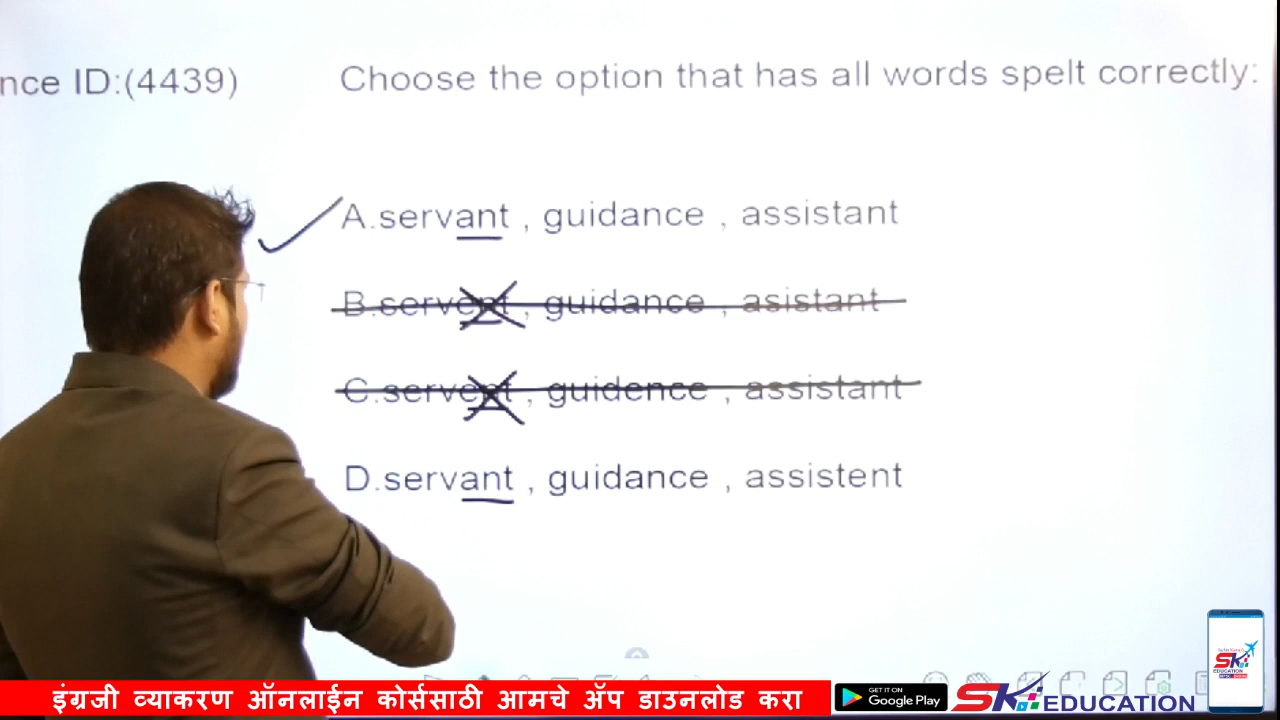 nce ID:(4439)
Choose the option that has all words spelt correctly:
A.servant , guidance , assistant
B.servent , guidance , asistant
C.servent , guidence , assistant
D.servant , guidance , assistent
इंग्रजी व्याकरण ऑनलाईन कोर्ससाठी आमचे ॲप डाउनलोड करा
GET IT ON
Google Play
SK EDUCATION
SK
EDUCATION